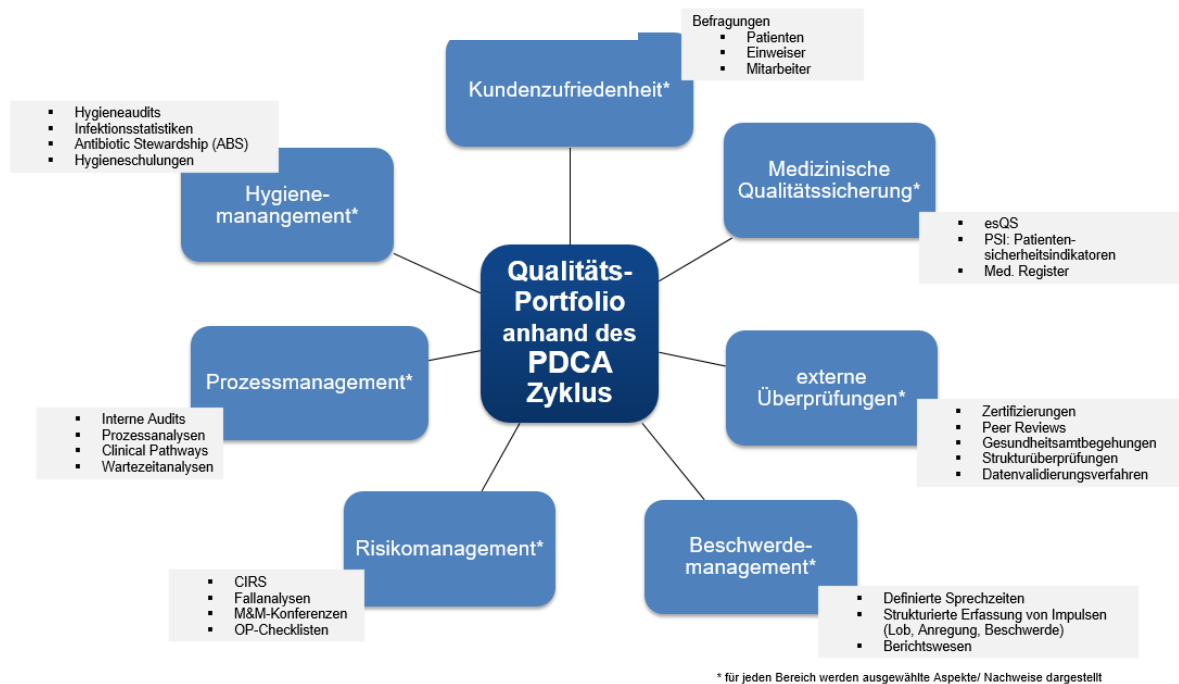 Befragungen
▪ Patienten
▪ Einweiser
▪ Mitarbeiter
Kundenzufriedenheit*
▪ Hygieneaudits
▪ Infektionsstatistiken
▪ Antibiotic Stewardship (ABS)
▪ Hygieneschulungen
Hygiene-
manangement*
Medizinische
Qualitätssicherung*
▪ esQS
▪ PSI: Patienten-
sicherheitsindikatoren
▪ Med. Register
Qualitäts-
Portfolio
anhand des
PDCA
Zyklus
Prozessmanagement*
▪ Interne Audits
▪ Prozessanalysen
▪ Clinical Pathways
▪ Wartezeitanalysen
externe
Überprüfungen*
▪ Zertifizierungen
▪ Peer Reviews
▪ Gesundheitsamtbegehungen
▪ Strukturüberprüfungen
▪ Datenvalidierungsverfahren
Risikomanagement*
▪ CIRS
▪ Fallanalysen
▪ M&M-Konferenzen
▪ OP-Checklisten
Beschwerde-
management*
▪ Definierte Sprechzeiten
▪ Strukturierte Erfassung von Impulsen
(Lob, Anregung, Beschwerde)
▪ Berichtswesen
* für jeden Bereich werden ausgewählte Aspekte/ Nachweise dargestellt